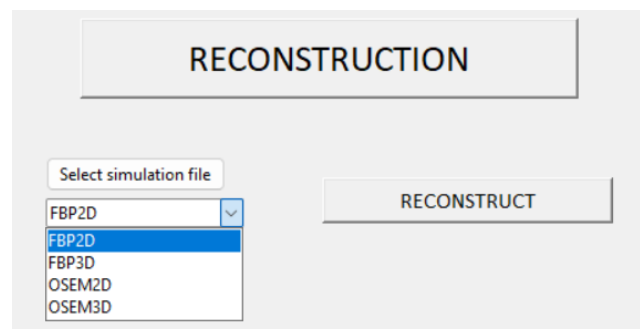 RECONSTRUCTION
Select simulation file
RECONSTRUCT
FBP2D
FBP2D
FBP3D
OSEM2D
OSEM3D